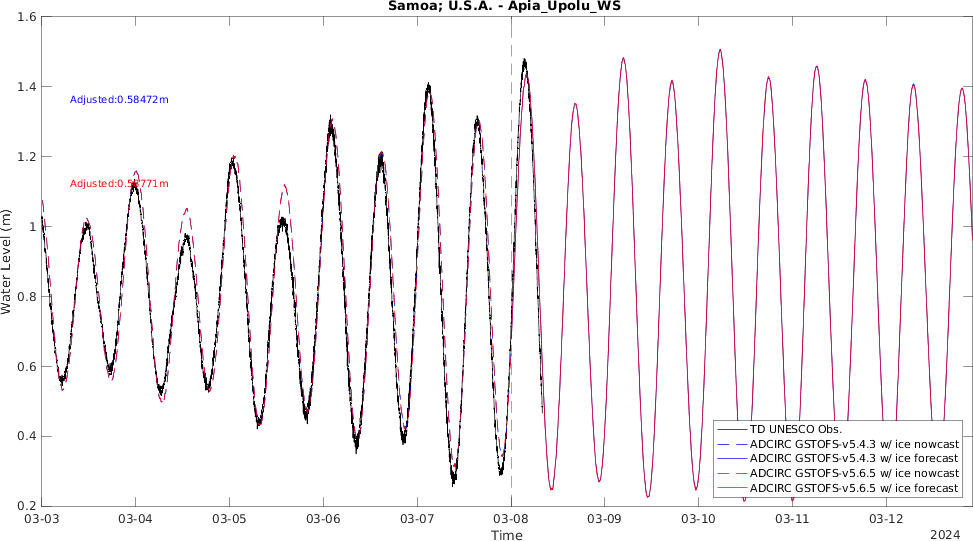 Samoa; U.S.A. - Apia_Upolu_WS
1.6
1.4
1.2
1
0.8
0.6
0.4
0.2
Water Level (m)
Adjusted:0.58472m
TD UNESCO Obs.
ADCIRC GSTOFS-v5.4.3 w/ ice nowcast
ADCIRC GSTOFS-v5.4.3 w/ ice forecast
ADCIRC GSTOFS-v5.6.5 w/ ice nowcast
ADCIRC GSTOFS-v5.6.5 w/ ice forecast
03-03 03-04 03-05 03-06 03-07 03-08 03-09 03-10 03-11 03-12
Time
2024